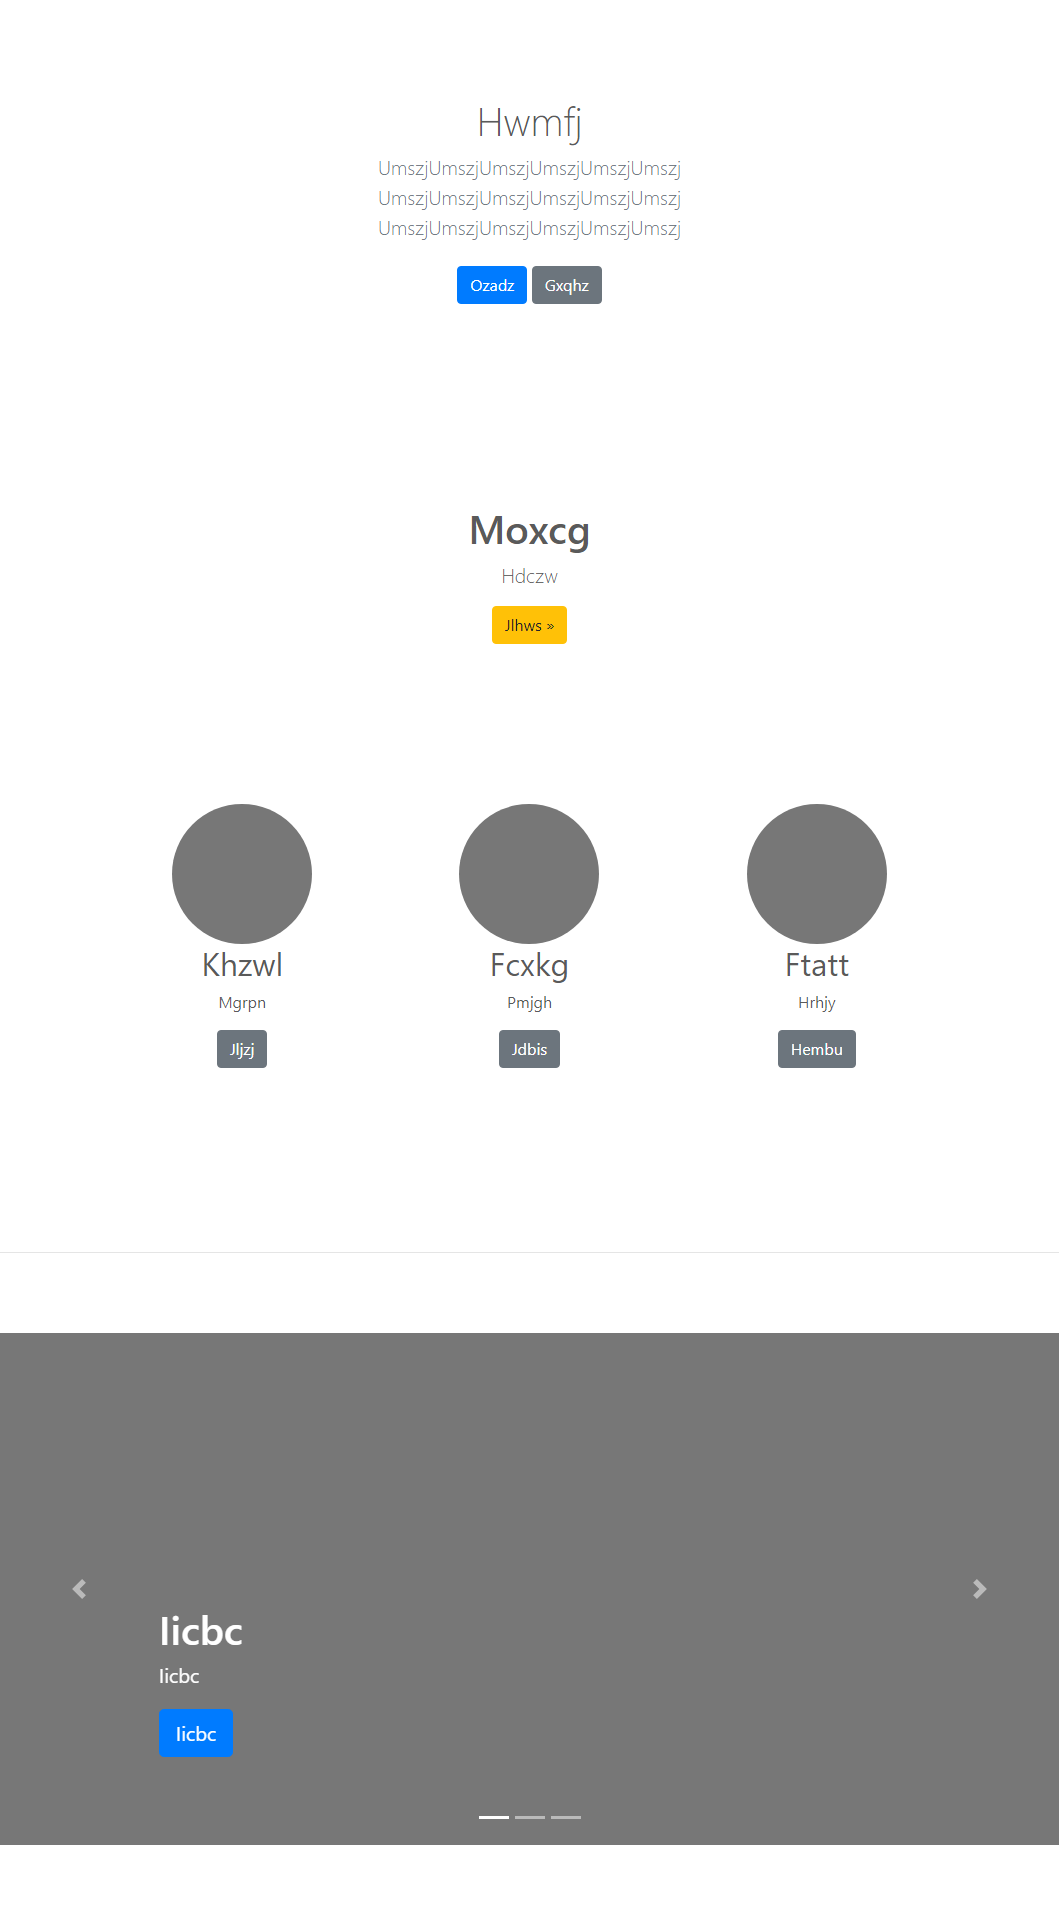 Hwmfj
UmszjUmszjUmszjUmszjUmszjUmszj
UmszjUmszjUmszjUmszjUmszjUmszj
UmszjUmszjUmszjUmszjUmszjUmszj
Ozadz Gxqhz
Moxcg
Hdczw
Jlhws »
Khzwl Fcxkg Ftatt
Mgrpn Pmjgh Hrhjy
Jljzj Jdbis Hembu
Iicbc
Iicbc
Iicbc